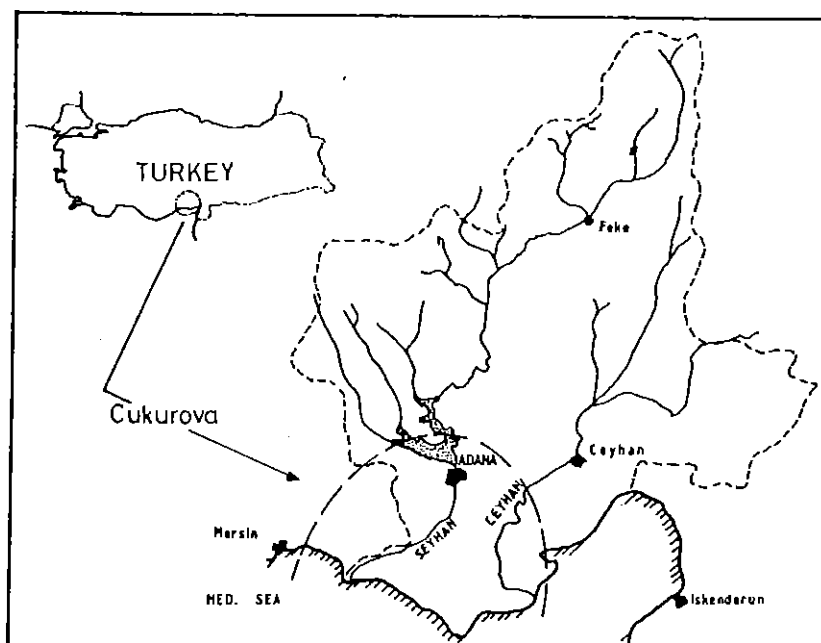 TURKEY
Feke
Cukurova
ADANA
Ceyhan
CEYHAN
SEYHAN
Mersin
MED. SEA
Iskenderun